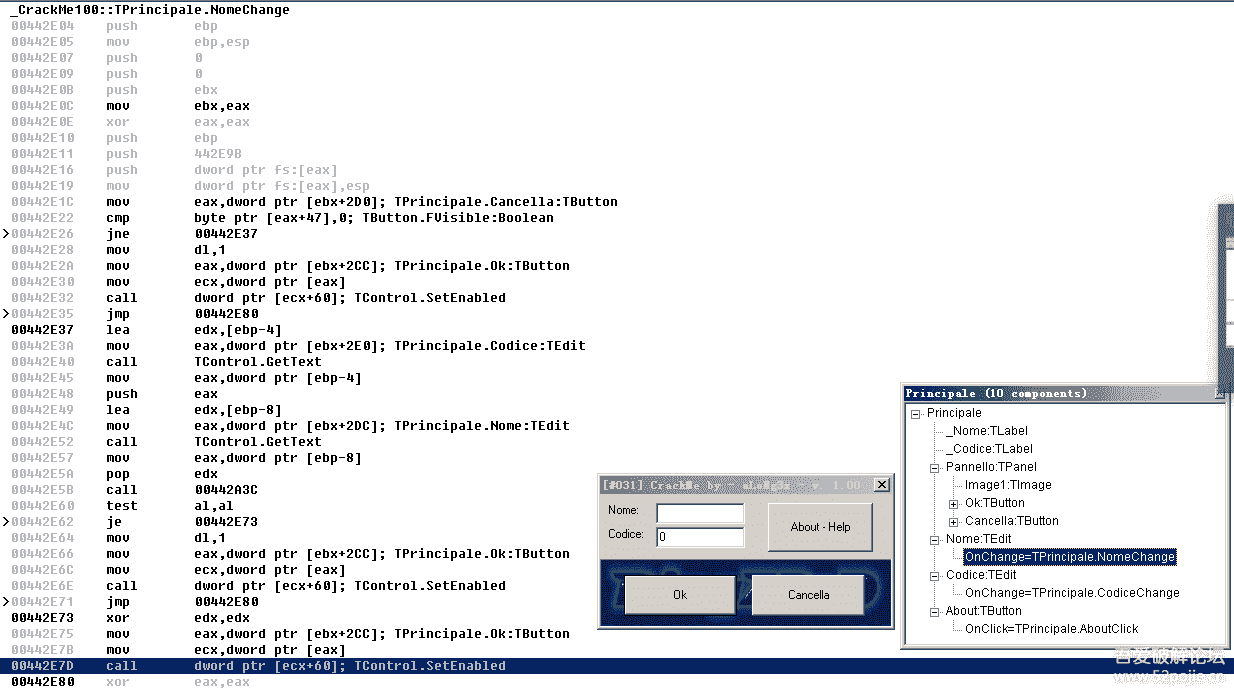 _CrackMe100::TPrincipale.NomeChange
00442E04 push ebp
00442E05 mov ebp,esp
00442E07 push 0
00442E09 push 0
00442E0B push ebx
00442E0C mov ebx,eax
00442E0E xor eax,eax
00442E10 push ebp
00442E11 push 442E9B
00442E16 push dword ptr fs:[eax]
00442E19 mov dword ptr fs:[eax],esp
00442E1C mov eax,dword ptr [ebx+2D0]; TPrincipale.Cancella:TButton
00442E22 cmp byte ptr [eax+47],0; TButton.FVisible:Boolean
>00442E26 jne 00442E37
00442E28 mov dl,1
00442E2A mov eax,dword ptr [ebx+2CC]; TPrincipale.Ok:TButton
00442E30 mov ecx,dword ptr [eax]
00442E32 call dword ptr [ecx+60]; TControl.SetEnabled
>00442E35 jmp 00442E80
00442E37 lea edx,[ebp-4]
00442E3A mov eax,dword ptr [ebx+2E0]; TPrincipale.Codice:TEdit
00442E40 call TControl.GetText
00442E45 mov eax,dword ptr [ebp-4]
00442E48 push eax
00442E49 lea edx,[ebp-8]
00442E4C mov eax,dword ptr [ebx+2DC]; TPrincipale.Nome:TEdit
00442E52 call TControl.GetText
00442E57 mov eax,dword ptr [ebp-8]
00442E5A pop edx
00442E5B call 00442A3C
00442E60 test al,al
>00442E62 je 00442E73
00442E64 mov dl,1
00442E66 mov eax,dword ptr [ebx+2CC]; TPrincipale.Ok:TButton
00442E6C mov ecx,dword ptr [eax]
00442E6E call dword ptr [ecx+60]; TControl.SetEnabled
>00442E71 jmp 00442E80
00442E73 xor edx,edx
00442E75 mov eax,dword ptr [ebx+2CC]; TPrincipale.Ok:TButton
00442E7B mov ecx,dword ptr [eax]
00442E7D call dword ptr [ecx+60]; TControl.SetEnabled
00442E80 xor eax,eax
[#031] CrackMe by - aLoNg3x - v. 1.00
Nome:
Codice: 0
About - Help
Ok
Cancella
Principale (10 components)
Principale
_Nome:TLabel
_Codice:TLabel
Pannello:TPanel
Image1:TImage
Ok:TButton
Cancella:TButton
Nome:TEdit
OnChange=TPrincipale.NomeChange
Codice:TEdit
OnChange=TPrincipale.CodiceChange
About:TButton
OnClick=TPrincipale.AboutClick
吾爱破解论坛
www.52pojie.cn